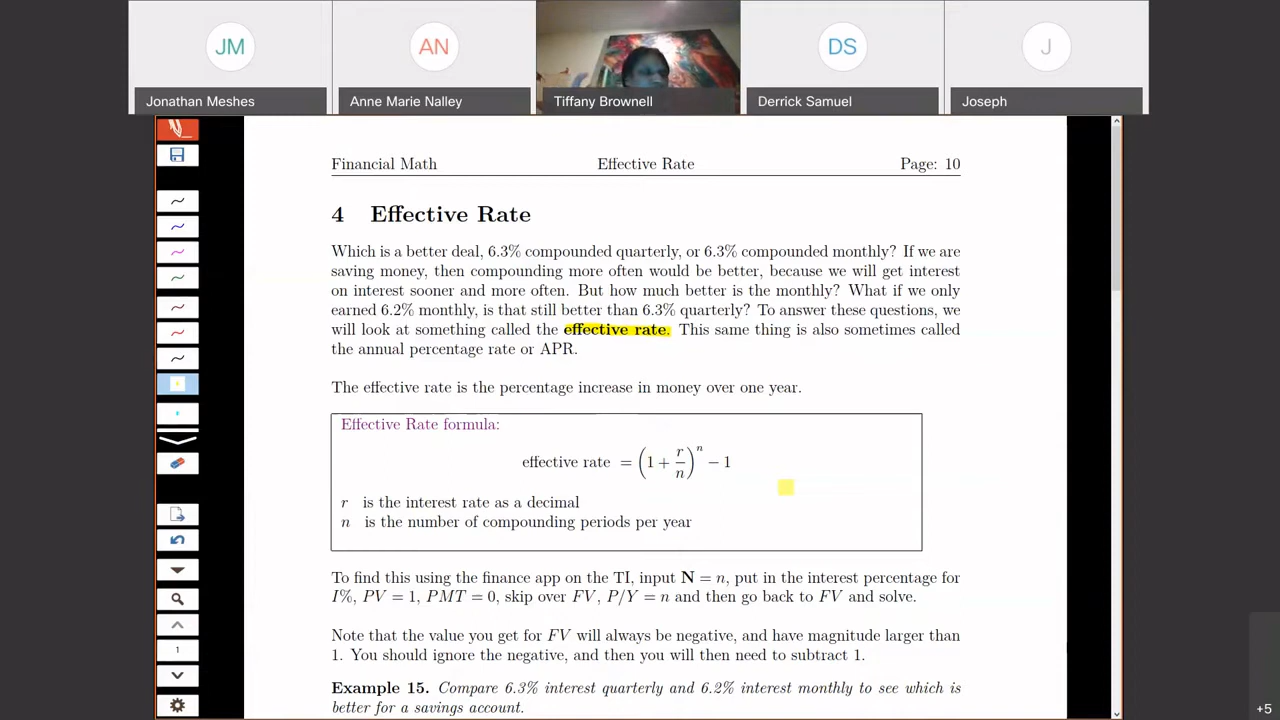 JM
AN
DS
J
Jonathan Meshes
Anne Marie Nalley
Tiffany Brownell
Derrick Samuel
Joseph
Financial Math Effective Rate Page: 10
4 Effective Rate
Which is a better deal, 6.3% compounded quarterly, or 6.3% compounded monthly? If we are
saving money, then compounding more often would be better, because we will get interest
on interest sooner and more often. But how much better is the monthly? What if we only
earned 6.2% monthly, is that still better than 6.3% quarterly? To answer these questions, we
will look at something called the effective rate. This same thing is also sometimes called
the annual percentage rate or APR.
The effective rate is the percentage increase in money over one year.
Effective Rate formula:
effective rate = (1 + r/n)^n − 1
r is the interest rate as a decimal
n is the number of compounding periods per year
To find this using the finance app on the TI, input N = n, put in the interest percentage for
I%, PV = 1, PMT = 0, skip over FV, P/Y = n and then go back to FV and solve.
Note that the value you get for FV will always be negative, and have magnitude larger than
1. You should ignore the negative, and then you will then need to subtract 1.
Example 15. Compare 6.3% interest quarterly and 6.2% interest monthly to see which is
better for a savings account.
1
+5